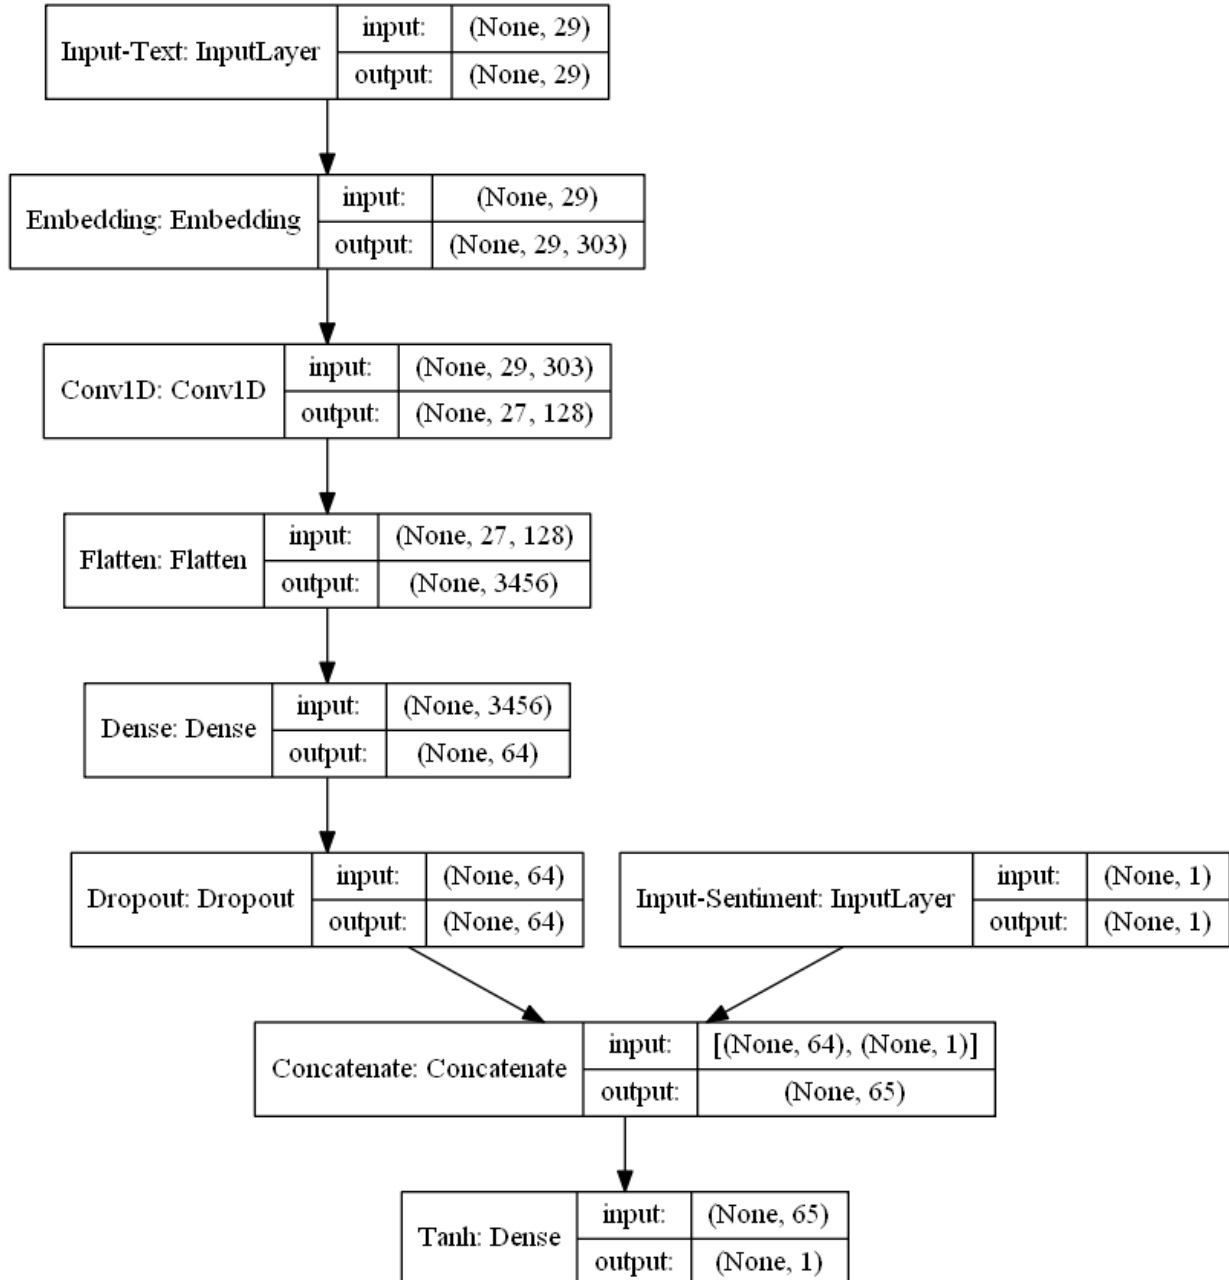 Input-Text: InputLayer
input: (None, 29)
output: (None, 29)
Embedding: Embedding
input: (None, 29)
output: (None, 29, 303)
Conv1D: Conv1D
input: (None, 29, 303)
output: (None, 27, 128)
Flatten: Flatten
input: (None, 27, 128)
output: (None, 3456)
Dense: Dense
input: (None, 3456)
output: (None, 64)
Dropout: Dropout
input: (None, 64)
output: (None, 64)
Input-Sentiment: InputLayer
input: (None, 1)
output: (None, 1)
Concatenate: Concatenate
input: [(None, 64), (None, 1)]
output: (None, 65)
Tanh: Dense
input: (None, 65)
output: (None, 1)